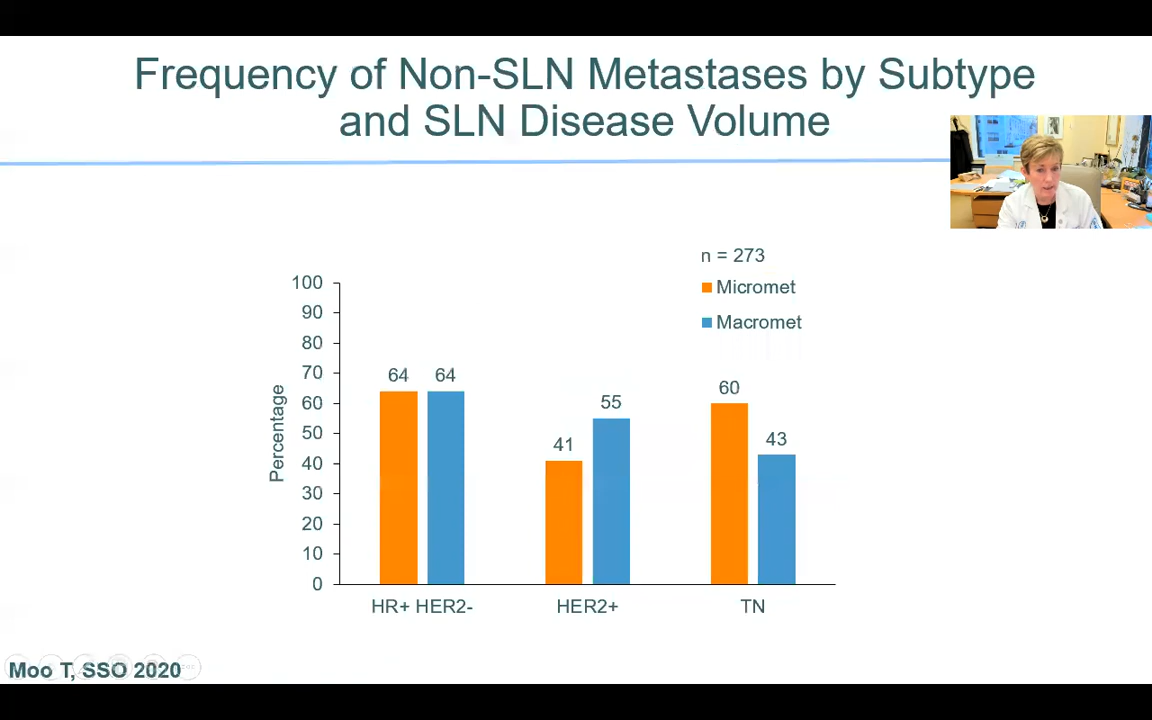 Frequency of Non-SLN Metastases by Subtype
and SLN Disease Volume
n = 273
Micromet
Macromet
Percentage
100
90
80
70
60
50
40
30
20
10
0
64
64
41
55
60
43
HR+ HER2-
HER2+
TN
Moo T, SSO 2020